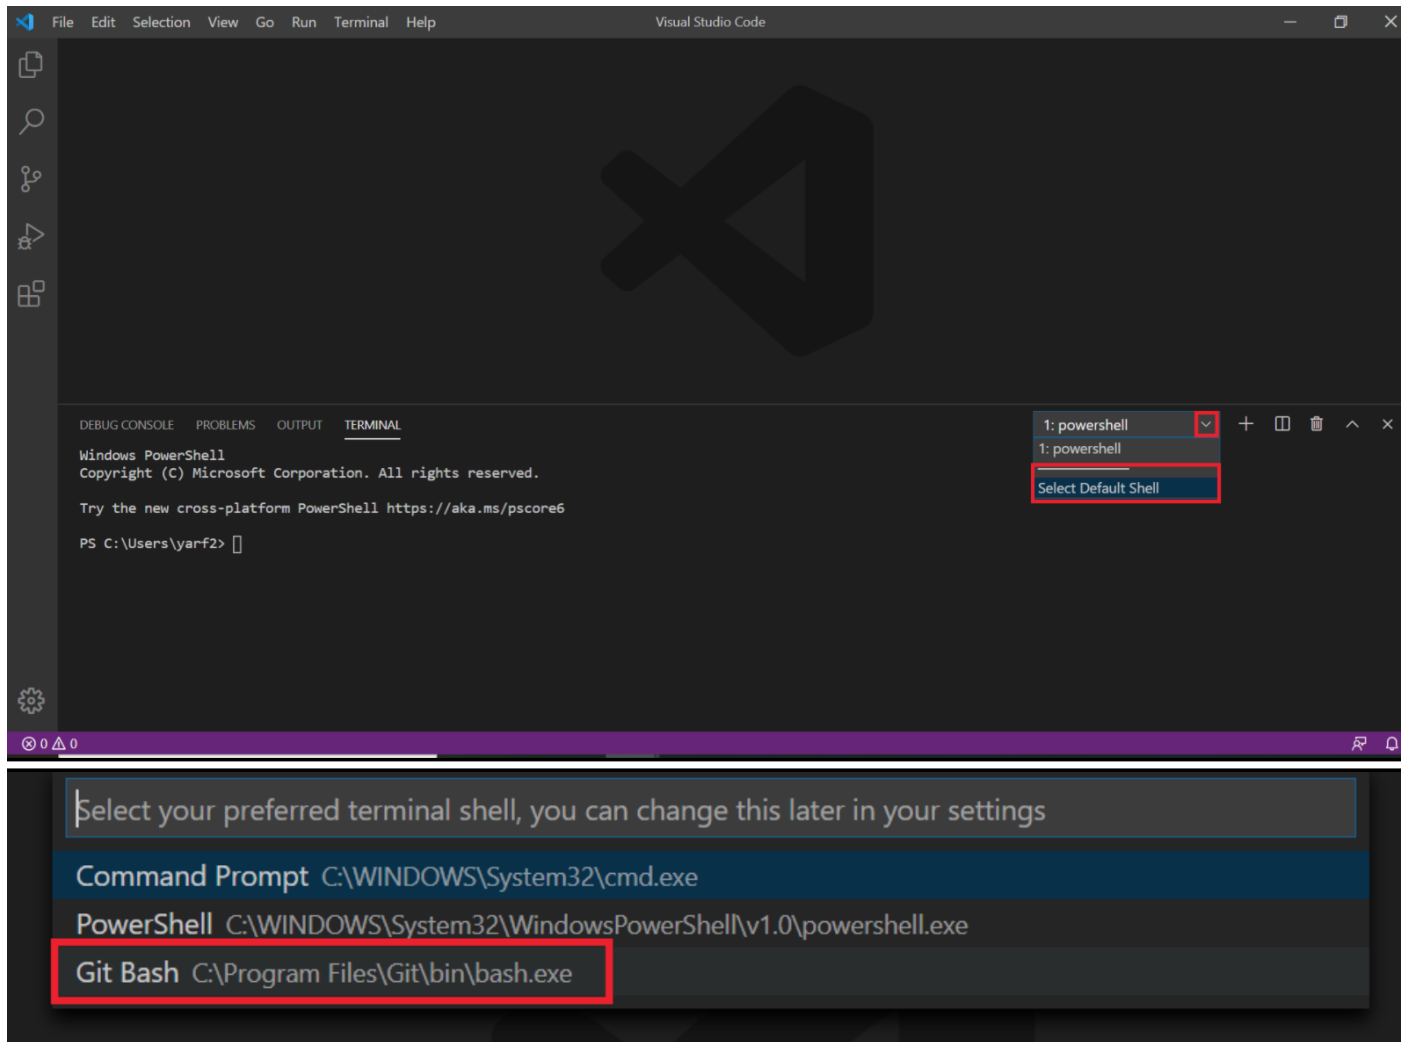 File Edit Selection View Go Run Terminal Help Visual Studio Code
DEBUG CONSOLE PROBLEMS OUTPUT TERMINAL 1: powershell
1: powershell
Select Default Shell
Windows PowerShell
Copyright (C) Microsoft Corporation. All rights reserved.
Try the new cross-platform PowerShell https://aka.ms/pscore6
PS C:\Users\yarf2>
0 0
Select your preferred terminal shell, you can change this later in your settings
Command Prompt C:\WINDOWS\System32\cmd.exe
PowerShell C:\WINDOWS\System32\WindowsPowerShell\v1.0\powershell.exe
Git Bash C:\Program Files\Git\bin\bash.exe